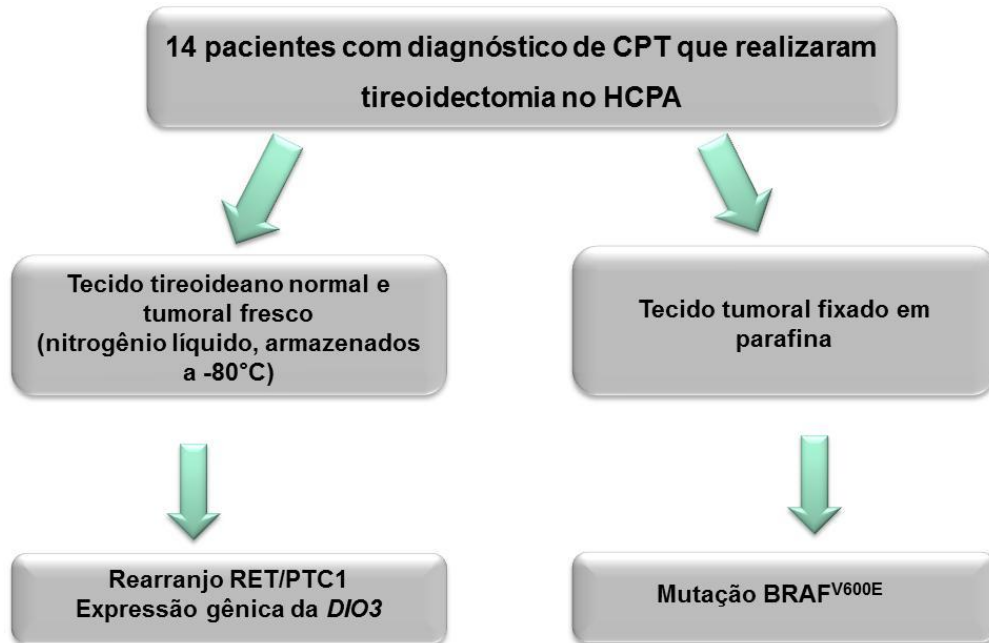 14 pacientes com diagnóstico de CPT que realizaram
tireoidectomia no HCPA
Tecido tireoideano normal e
tumoral fresco
(nitrogênio líquido, armazenados
a -80°C)
Tecido tumoral fixado em
parafina
Rearranjo RET/PTC1
Expressão gênica da DIO3
Mutação BRAFV600E